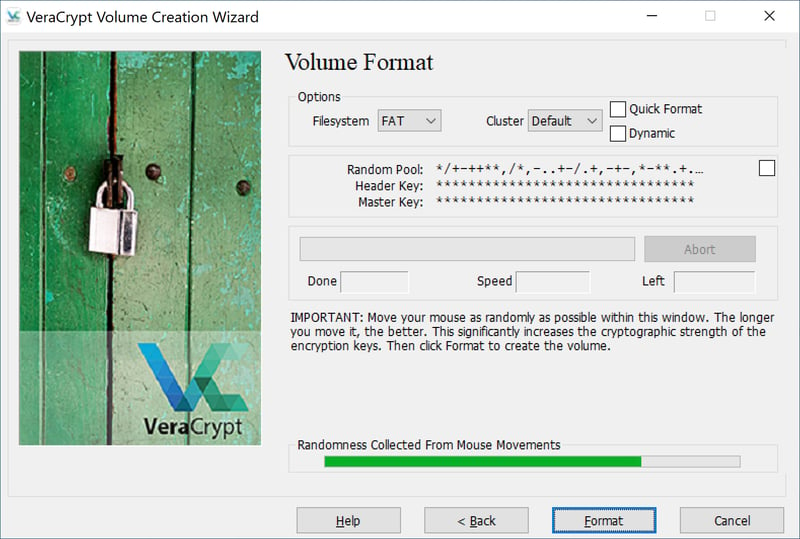 VeraCrypt Volume Creation Wizard
Volume Format
Options
Filesystem FAT Cluster Default Quick Format
Dynamic
Random Pool: */+-++**,/*,-..+-/.+,-+-,*-**.+....
Header Key: ********************************
Master Key: ********************************
Abort
Done Speed Left
IMPORTANT: Move your mouse as randomly as possible within this window. The longer
you move it, the better. This significantly increases the cryptographic strength of the
encryption keys. Then click Format to create the volume.
VeraCrypt
Randomness Collected From Mouse Movements
Help < Back Format Cancel